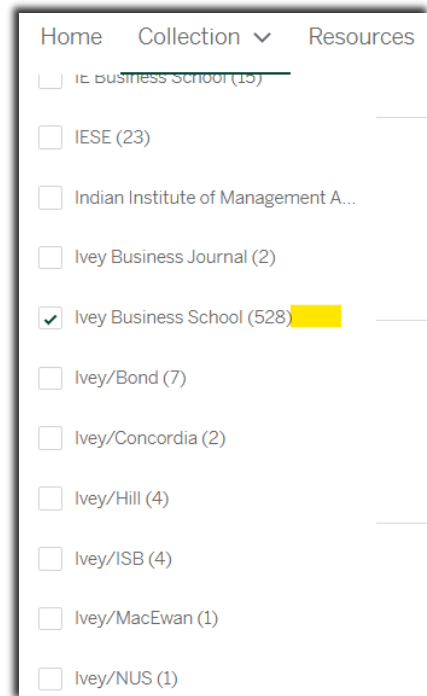 Home Collection Resources
IE Business School (15)
IESE (23)
Indian Institute of Management A...
Ivey Business Journal (2)
Ivey Business School (528)
Ivey/Bond (7)
Ivey/Concordia (2)
Ivey/Hill (4)
Ivey/ISB (4)
Ivey/MacEwan (1)
Ivey/NUS (1)